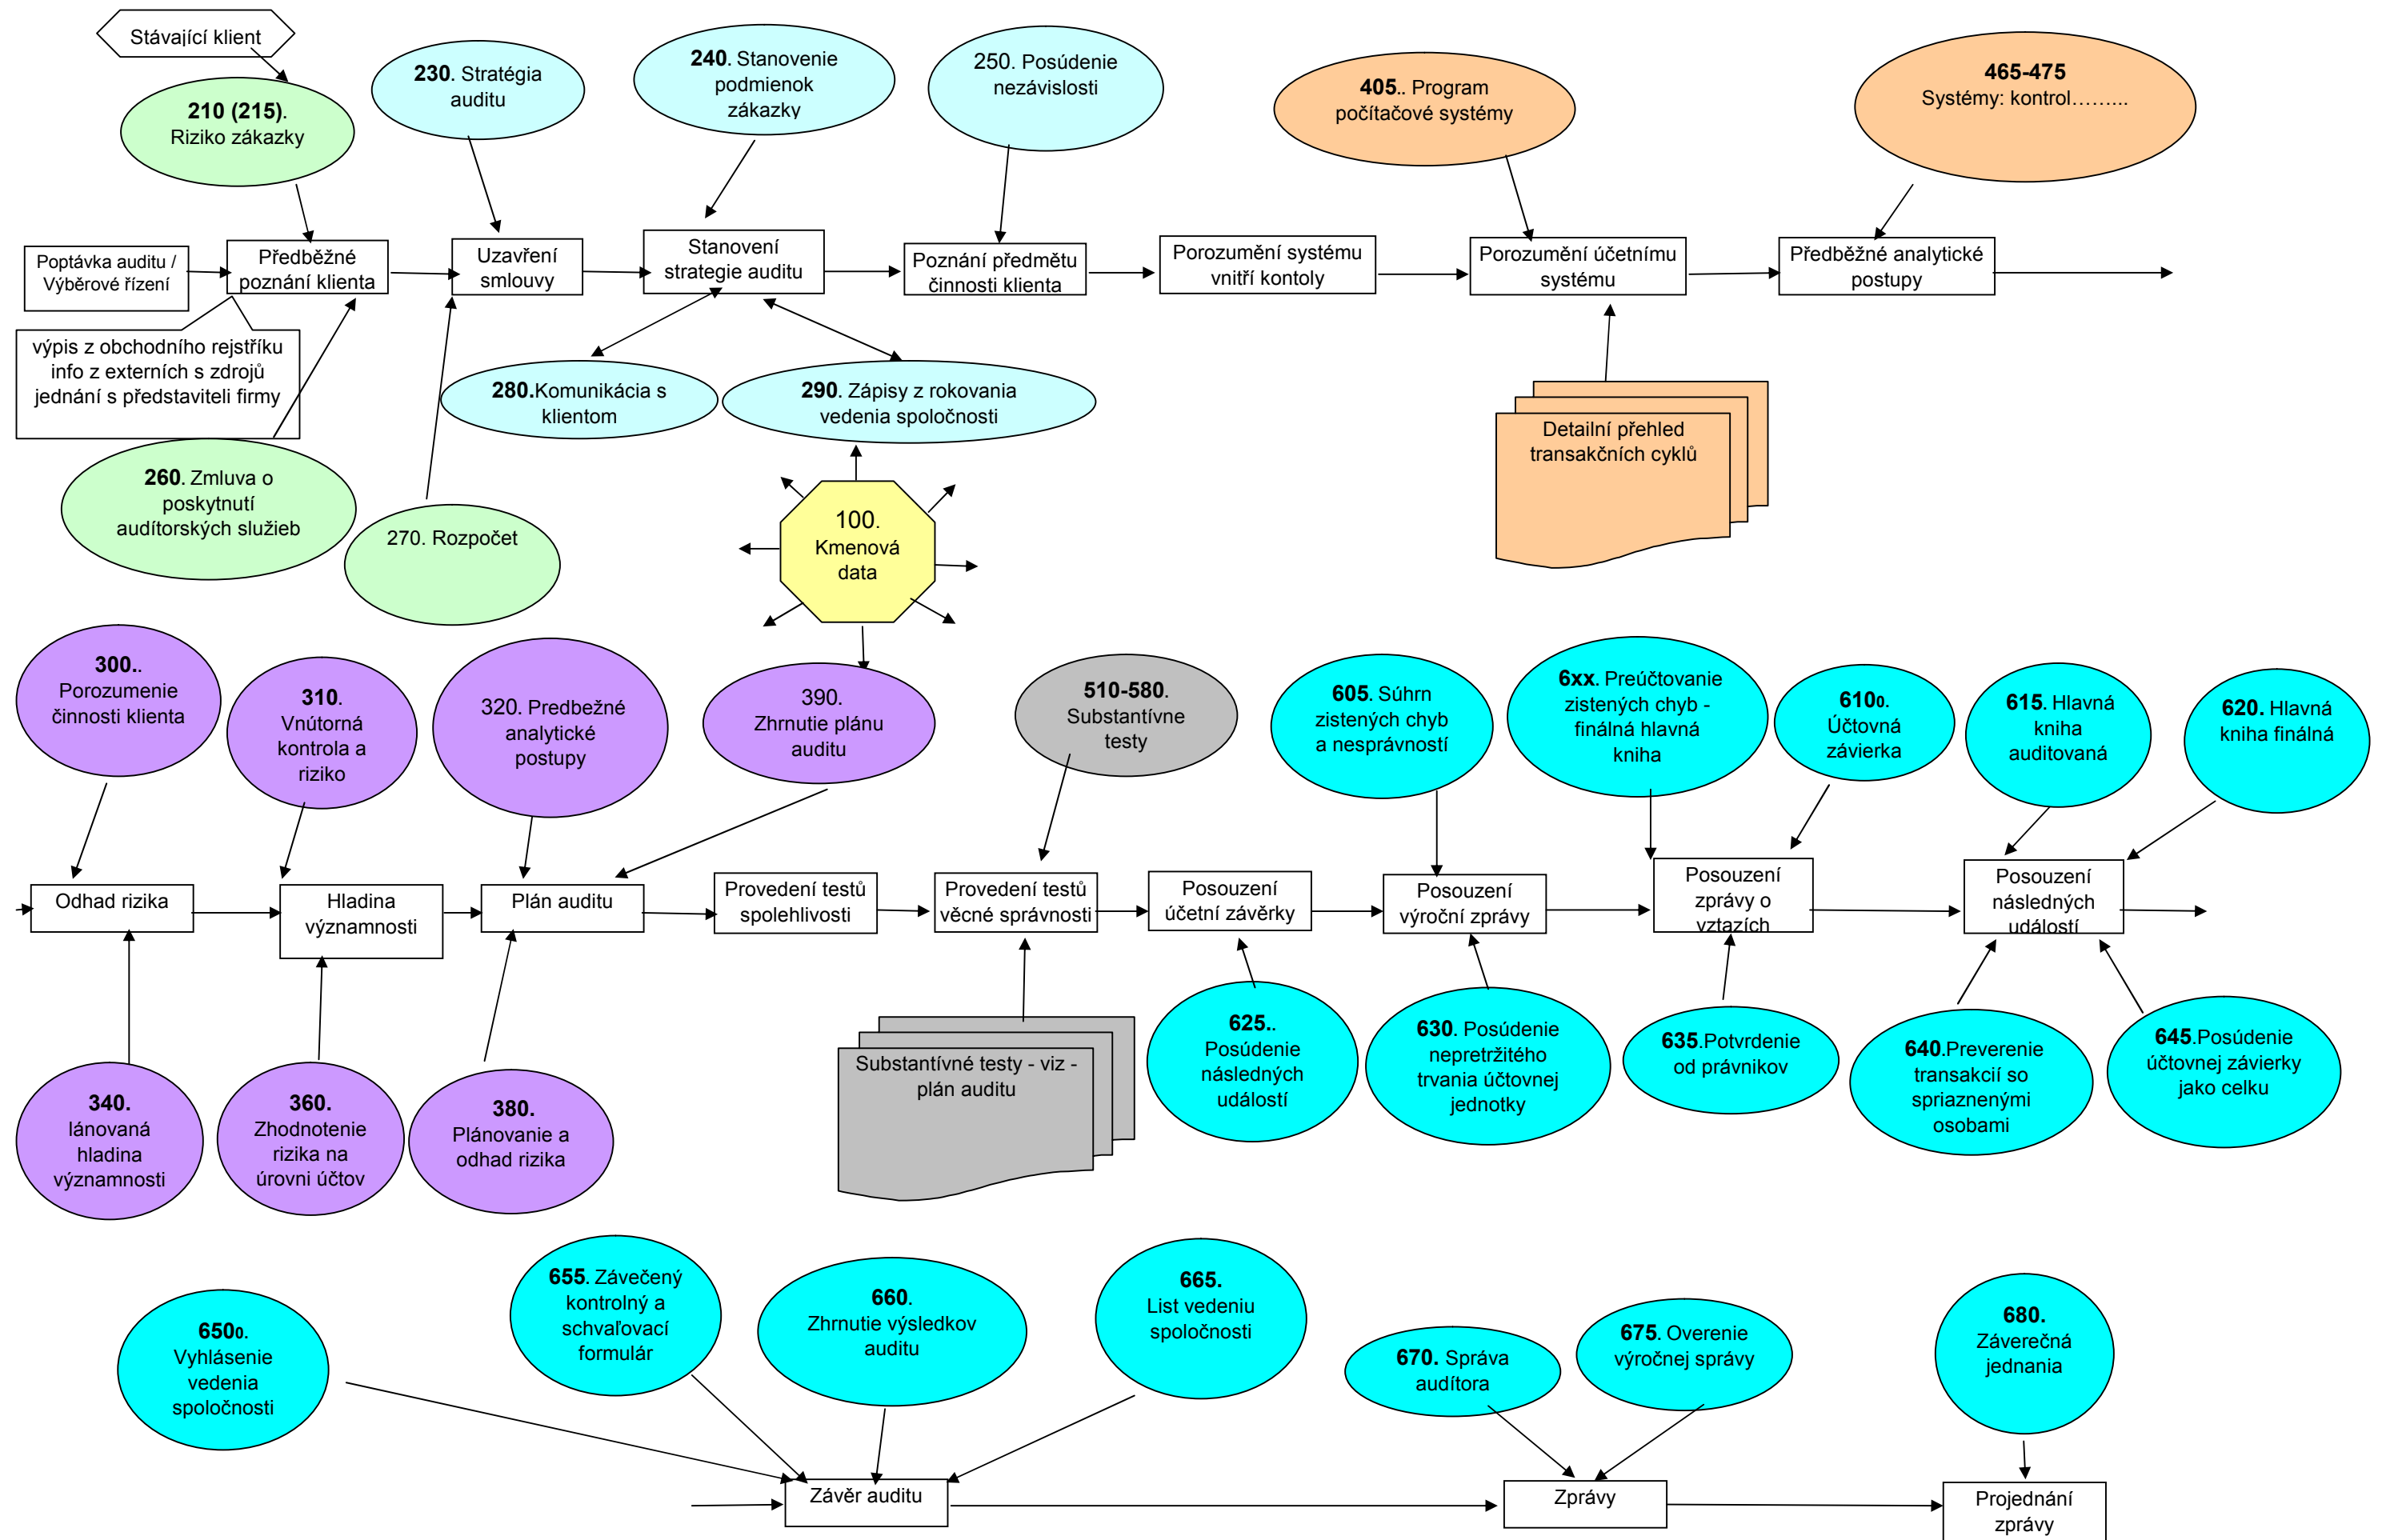 Stávající klient
210 (215).
Riziko zákazky
230. Stratégia
auditu
240. Stanovenie
podmienok
zákazky
250. Posúdenie
nezávislosti
405.. Program
počítačové systémy
465-475
Systémy: kontrol……...
Poptávka auditu /
Výběrové řízení
Předběžné
poznání klienta
Uzavření
smlouvy
Stanovení
strategie auditu
Poznání předmětu
činnosti klienta
Porozumění systému
vnitří kontoly
Porozumění účetnímu
systému
Předběžné analytické
postupy
výpis z obchodního rejstříku
info z externích s zdrojů
jednání s představiteli firmy
280.Komunikácia s
klientom
290. Zápisy z rokovania
vedenia spoločnosti
Detailní přehled
transakčních cyklů
260. Zmluva o
poskytnutí
audítorských služieb
270. Rozpočet
100.
Kmenová
data
300..
Porozumenie
činnosti klienta
310.
Vnútorná
kontrola a
riziko
320. Predbežné
analytické
postupy
390.
Zhrnutie plánu
auditu
510-580.
Substantívne
testy
605. Súhrn
zistených chyb
a nesprávností
6xx. Preúčtovanie
zistených chyb -
finálná hlavná
kniha
6100.
Účtovná
závierka
615. Hlavná
kniha
auditovaná
620. Hlavná
kniha finálná
Odhad rizika
Hladina
významnosti
Plán auditu
Provedení testů
spolehlivosti
Provedení testů
věcné správnosti
Posouzení
účetní závěrky
Posouzení
výroční zprávy
Posouzení
zprávy o
vztazích
Posouzení
následných
událostí
340.
lánovaná
hladina
významnosti
360.
Zhodnotenie
rizika na
úrovni účtov
380.
Plánovanie a
odhad rizika
Substantívné testy - viz -
plán auditu
625..
Posúdenie
následných
událostí
630. Posúdenie
nepretržitého
trvania účtovnej
jednotky
635.Potvrdenie
od právnikov
640.Preverenie
transakcií so
spriaznenými
osobami
645.Posúdenie
účtovnej závierky
jako celku
6500.
Vyhlásenie
vedenia
spoločnosti
655. Závečený
kontrolný a
schvaľovací
formulár
660.
Zhrnutie výsledkov
auditu
665.
List vedeniu
spoločnosti
670. Správa
audítora
675. Overenie
výročnej správy
680.
Záverečná
jednania
Závěr auditu
Zprávy
Projednání
zprávy